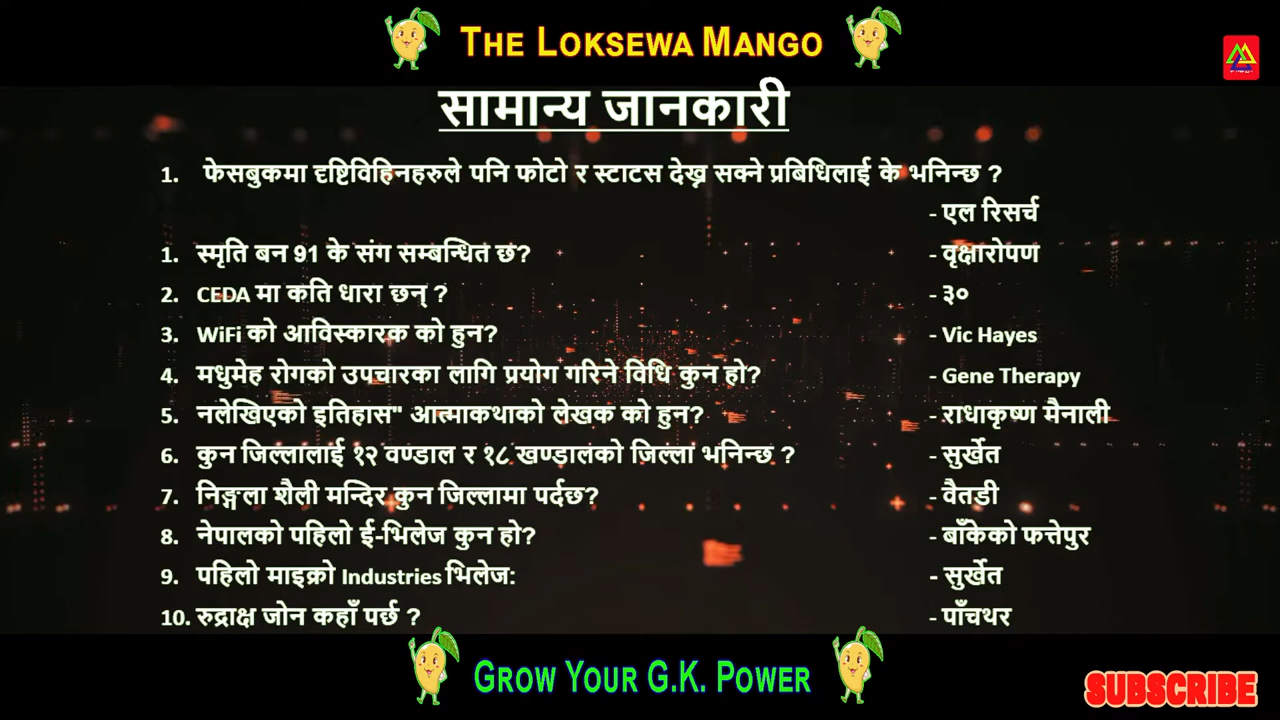 THE LOKSEWA MANGO
सामान्य जानकारी
1. फेसबुकमा दृष्टिविहिनहरुले पनि फोटो र स्टाटस देख्न सक्ने प्रबिधिलाई के भनिन्छ ?
- एल रिसर्च
1. स्मृति बन 91 के संग सम्बन्धित छ? - वृक्षारोपण
2. CEDA मा कति धारा छन् ? - ३०
3. WiFi को आविस्कारक को हुन? - Vic Hayes
4. मधुमेह रोगको उपचारका लागि प्रयोग गरिने विधि कुन हो? - Gene Therapy
5. नलेखिएको इतिहास" आत्माकथाको लेखक को हुन? - राधाकृष्ण मैनाली
6. कुन जिल्लालाई १२ वण्डाल र १८ खण्डालको जिल्ला भनिन्छ ? - सुर्खेत
7. निङ्गला शैली मन्दिर कुन जिल्लामा पर्दछ? - वैतडी
8. नेपालको पहिलो ई-भिलेज कुन हो? - बाँकेको फत्तेपुर
9. पहिलो माइक्रो Industries भिलेज: - सुर्खेत
10. रुद्राक्ष जोन कहाँ पर्छ ? - पाँचथर
GROW YOUR G.K. POWER
SUBSCRIBE